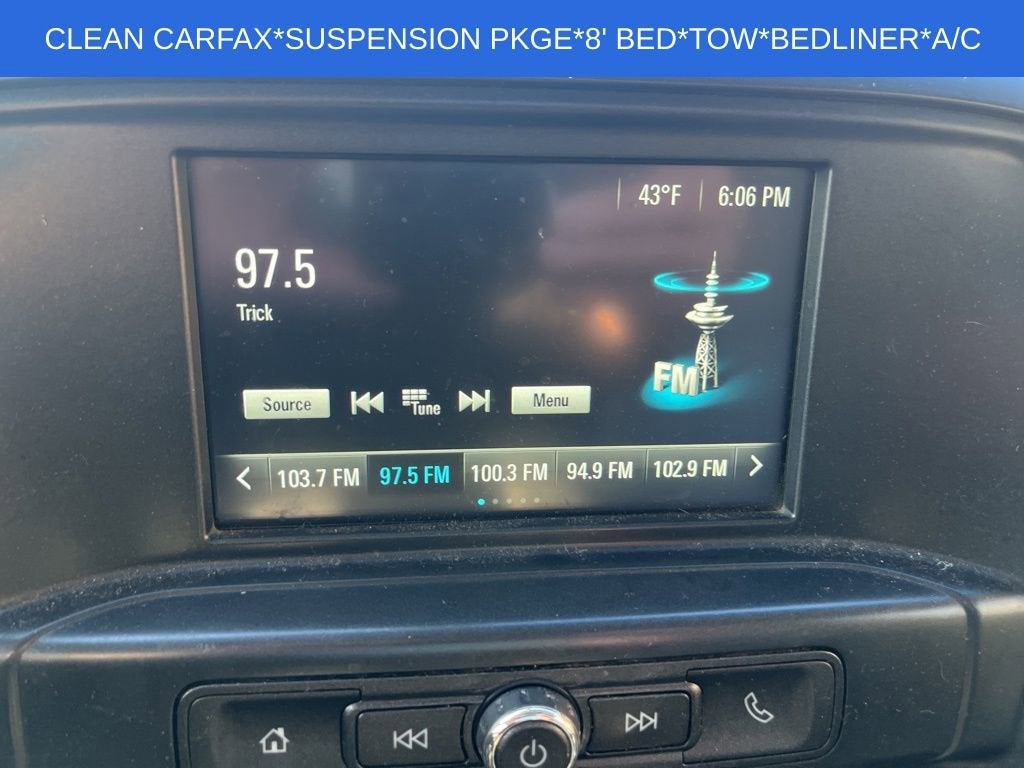 CLEAN CARFAX*SUSPENSION PKGE*8' BED*TOW*BEDLINER*A/C
43°F 6:06 PM
97.5
Trick
FM
Source Tune Menu
103.7 FM 97.5 FM 100.3 FM 94.9 FM 102.9 FM